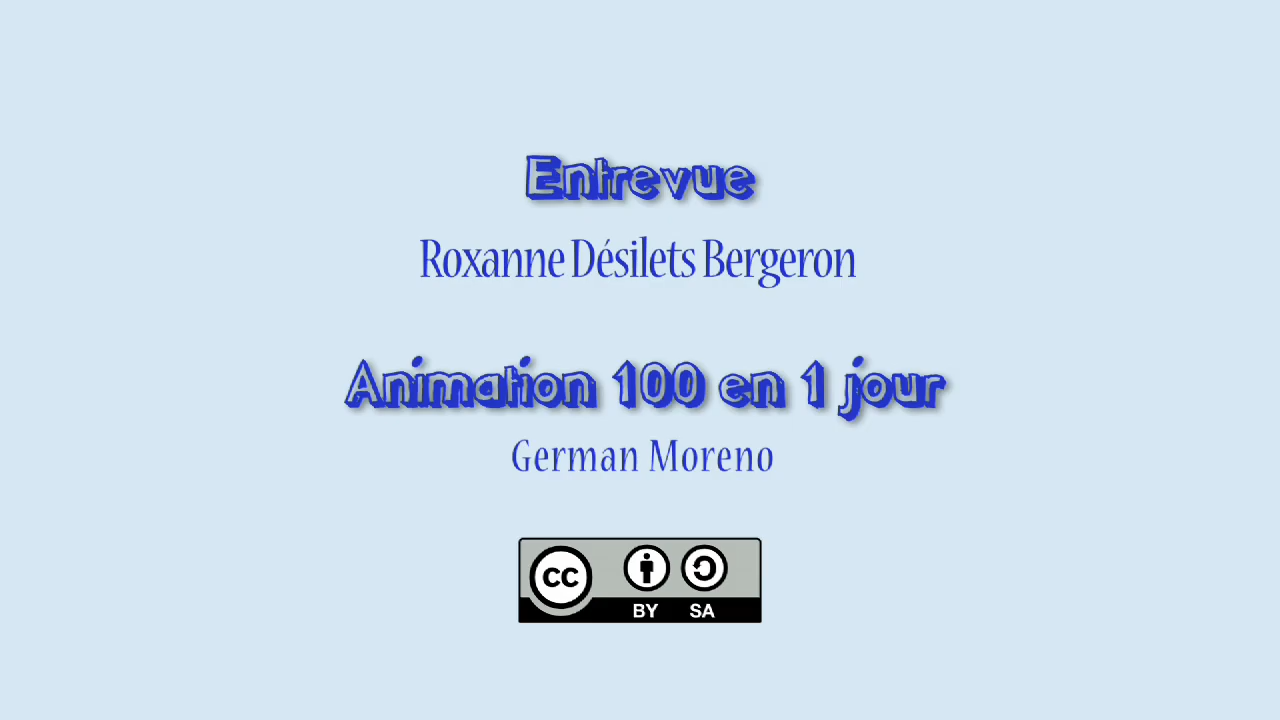 Entrevue
Roxanne Désilets Bergeron
Animation 100 en 1 jour
German Moreno
CC
BY SA